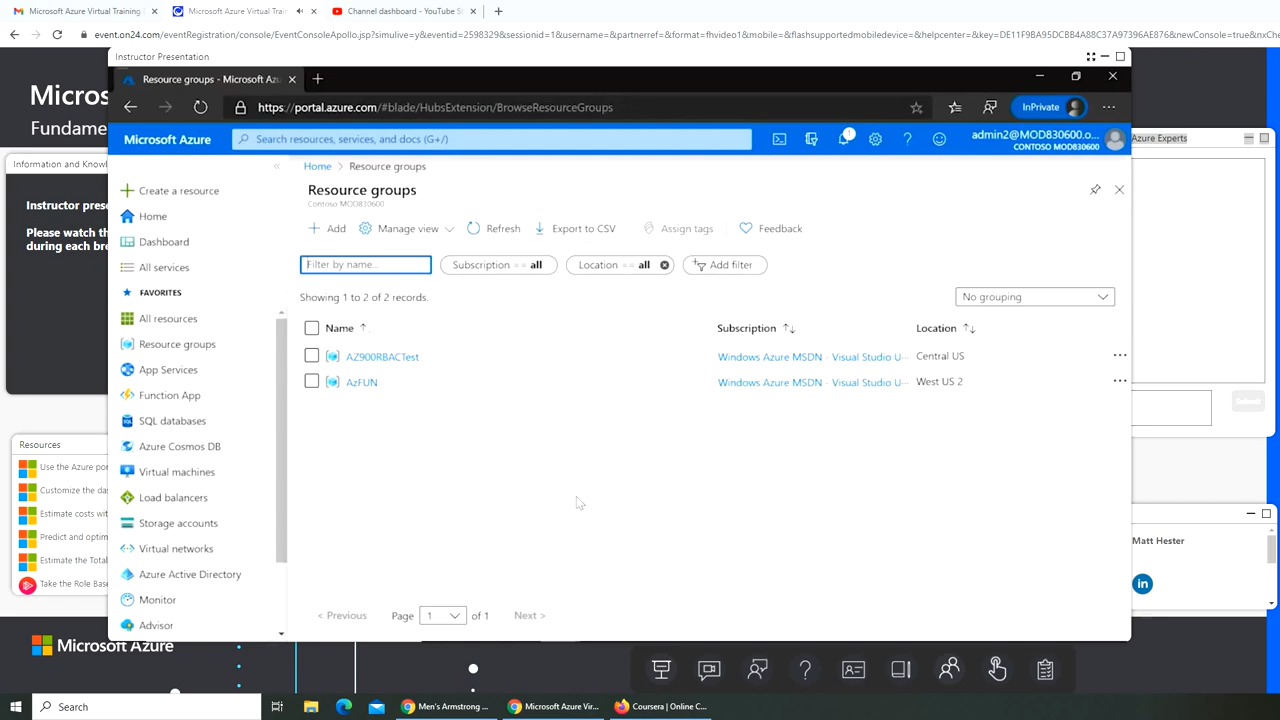 Microsoft Azure Virtual Training
Microsoft Azure Virtual Train
Channel dashboard - YouTube St
event.on24.com/eventRegistration/console/EventConsoleApollo.jsp?simulive=y&eventid=2598329&sessionid=1&username=&partnerref=&format=fhvideo1&mobile=&flashsupportedmobiledevice=&helpcenter=&key=DE11F9BA95DCBB4A88C37A97396AE876&newConsole=true&nxChe
Instructor Presentation
Resource groups - Microsoft Azu
https://portal.azure.com/#blade/HubsExtension/BrowseResourceGroups
InPrivate
Micros
Fundame
Microsoft Azure
Search resources, services, and docs (G+/)
1
admin2@MOD830600.o...
CONTOSO MOD830600
Azure Experts
Information and Knowl
Instructor prese
Please watch th
during each bre
Create a resource
Home
Dashboard
All services
FAVORITES
All resources
Resource groups
App Services
Function App
SQL databases
Azure Cosmos DB
Virtual machines
Load balancers
Storage accounts
Virtual networks
Azure Active Directory
Monitor
Advisor
Home > Resource groups
Resource groups
Contoso MOD830600
Add
Manage view
Refresh
Export to CSV
Assign tags
Feedback
Filter by name...
Subscription == all
Location == all
Add filter
Showing 1 to 2 of 2 records.
No grouping
Name
Subscription
Location
AZ900RBACTest
Windows Azure MSDN - Visual Studio U...
Central US
AzFUN
Windows Azure MSDN - Visual Studio U...
West US 2
< Previous
Page
1
of 1
Next >
Submit
Resources
Use the Azure por
Customize the da
Estimate costs wit
Predict and optim
Estimate the Total
Take the Role Base
Matt Hester
in
Microsoft Azure
Search
Men's Armstrong ...
Microsoft Azure Vir...
Coursera | Online C...